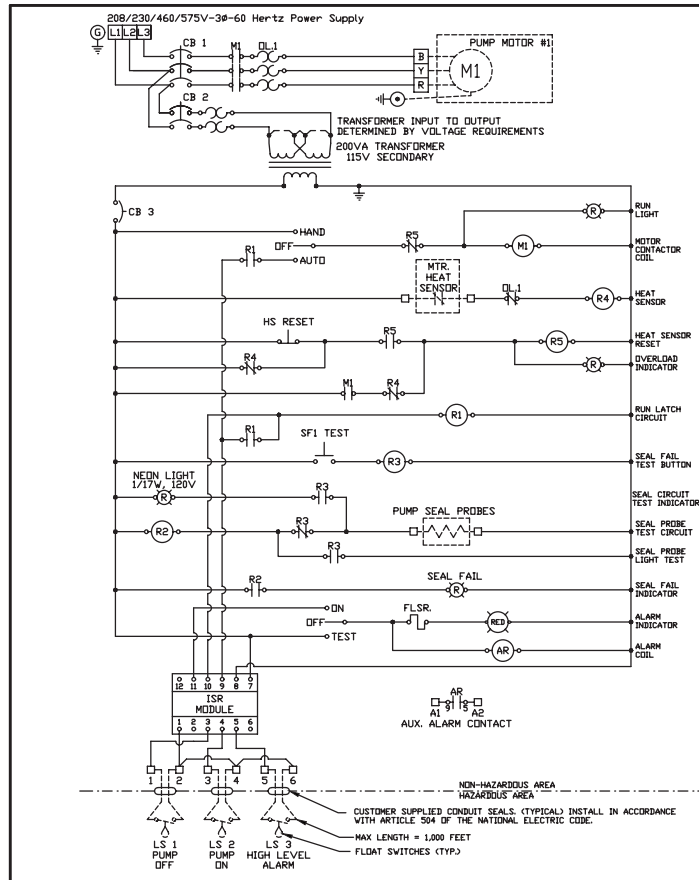 208/230/460/575V-3ø-60 Hertz Power Supply
G L1 L2 L3
CB 1
M1
OL.1
PUMP MOTOR #1
B
Y
R
M1
CB 2
TRANSFORMER INPUT TO OUTPUT
DETERMINED BY VOLTAGE REQUIREMENTS
200VA TRANSFORMER
115V SECONDARY
CB 3
R
RUN
LIGHT
HAND
OFF
AUTO
R1
R5
M1
MOTOR
CONTACTOR
COIL
MTR.
HEAT
SENSOR
OL.1
R4
HEAT
SENSOR
HS RESET
R5
R5
HEAT SENSOR
RESET
R4
R
OVERLOAD
INDICATOR
M1
R4
R1
RUN LATCH
CIRCUIT
R1
SF1 TEST
R3
SEAL FAIL
TEST BUTTON
NEON LIGHT
1/17W, 120V
R
R3
SEAL CIRCUIT
TEST INDICATOR
PUMP SEAL PROBES
R2
R3
SEAL PROBE
TEST CIRCUIT
R3
SEAL PROBE
LIGHT TEST
R2
SEAL FAIL
R
SEAL FAIL
INDICATOR
ON
OFF
TEST
FLSR.
RED
ALARM
INDICATOR
AR
ALARM
COIL
12 11 10 9 8 7
ISR
MODULE
1 2 3 4 5 6
AR
A1 9 5 A2
AUX. ALARM CONTACT
1 2 3 4 5 6
NON-HAZARDOUS AREA
HAZARDOUS AREA
CUSTOMER SUPPLIED CONDUIT SEALS. (TYPICAL) INSTALL IN ACCORDANCE
WITH ARTICLE 504 OF THE NATIONAL ELECTRIC CODE.
MAX LENGTH = 1,000 FEET
FLOAT SWITCHES (TYP.)
LS 1
PUMP
OFF
LS 2
PUMP
ON
LS 3
HIGH LEVEL
ALARM